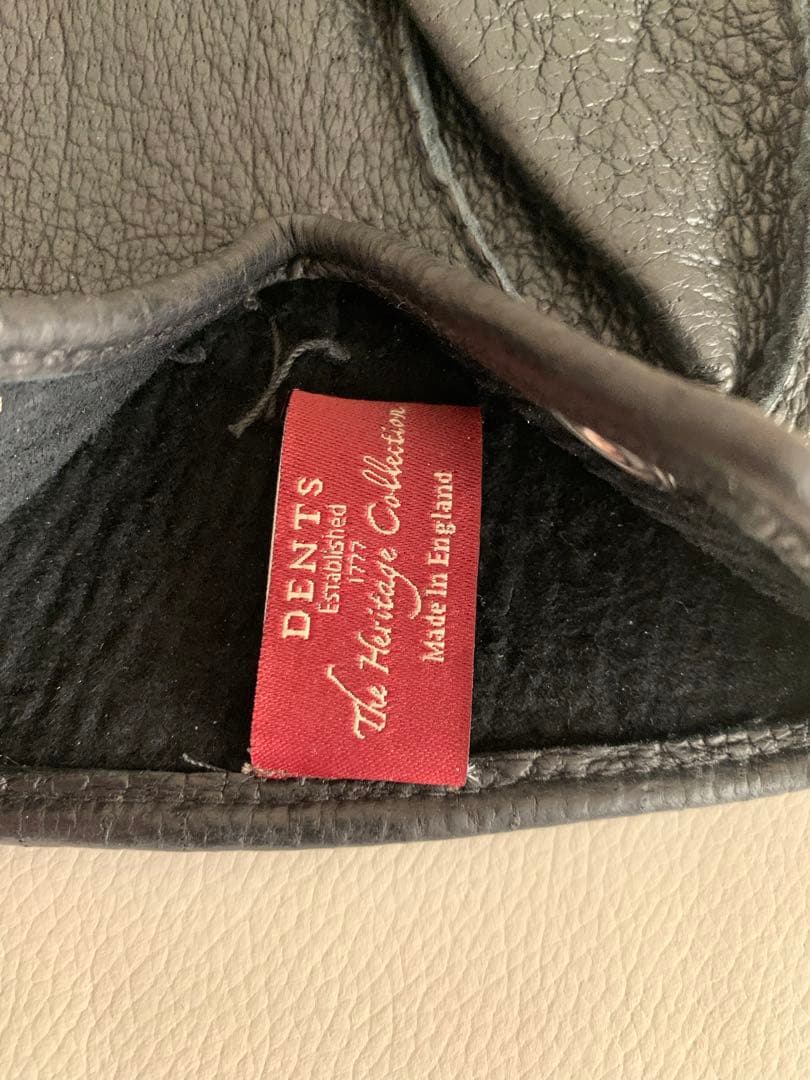 DENTS
Established
1777
The Heritage Collection
Made In England